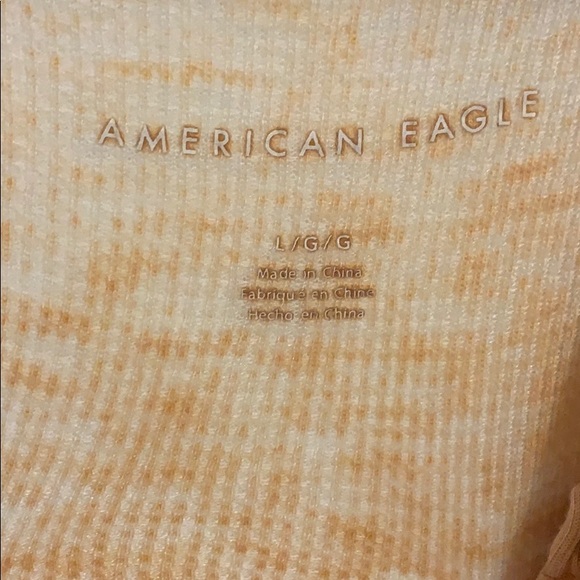 AMERICAN EAGLE
L/G/G
Made in China
Fabriqué en Chine
Hecho en China